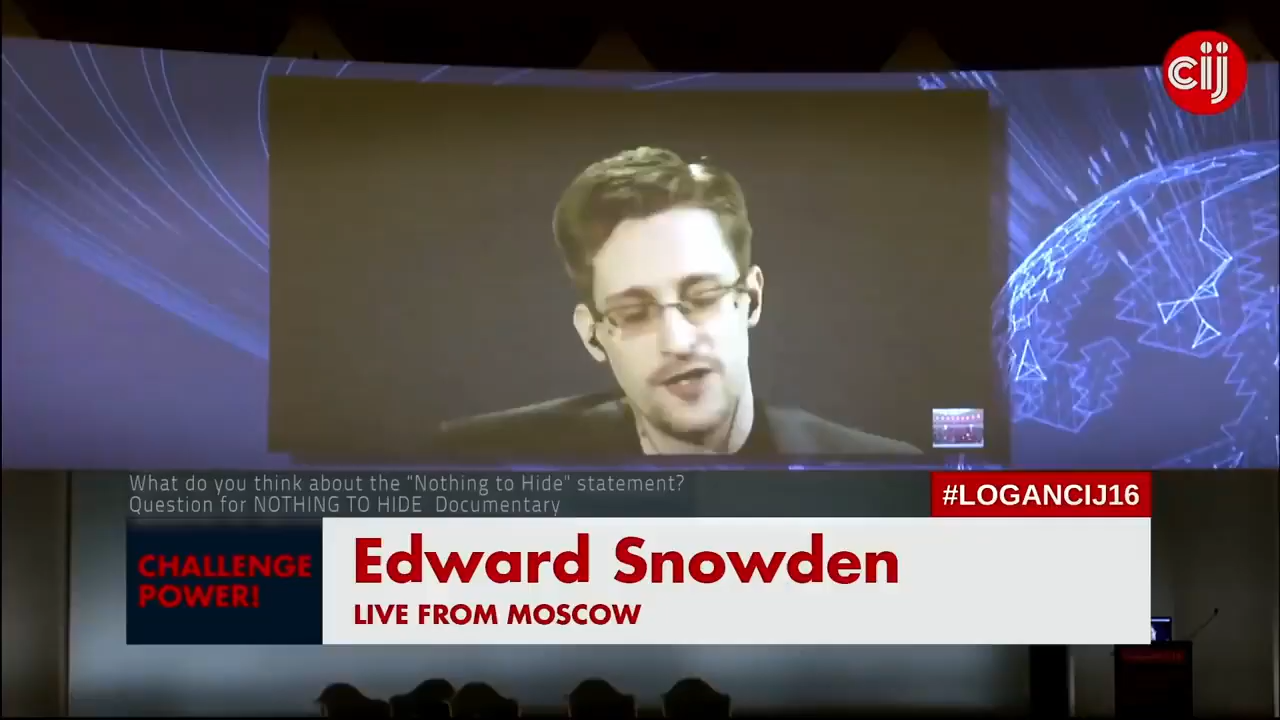 cij
What do you think about the "Nothing to Hide" statement?
Question for NOTHING TO HIDE Documentary
#LOGANCIJ16
CHALLENGE
POWER!
Edward Snowden
LIVE FROM MOSCOW